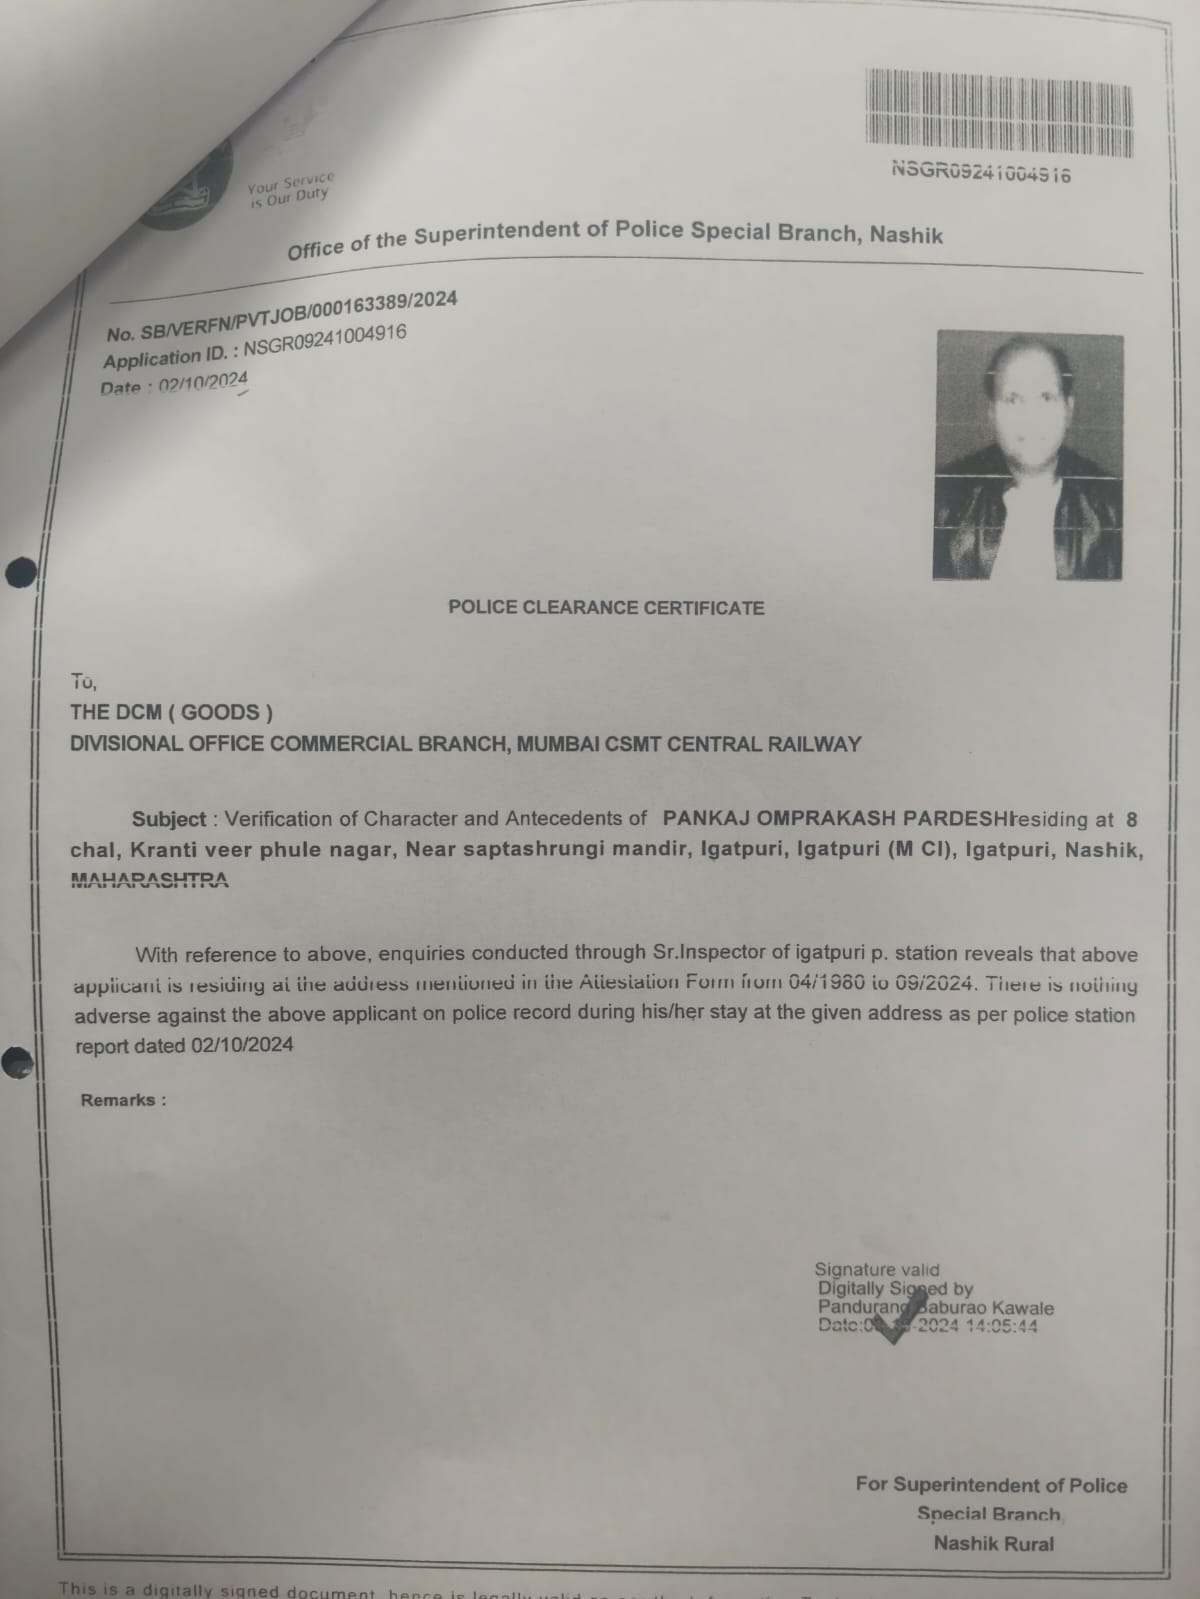 NSGR09241004916
Your Service
is Our Duty
Office of the Superintendent of Police Special Branch, Nashik
No. SB/VERFN/PVTJOB/000163389/2024
Application ID. : NSGR09241004916
Date : 02/10/2024
POLICE CLEARANCE CERTIFICATE
To,
THE DCM ( GOODS )
DIVISIONAL OFFICE COMMERCIAL BRANCH, MUMBAI CSMT CENTRAL RAILWAY
Subject : Verification of Character and Antecedents of PANKAJ OMPRAKASH PARDESHI residing at 8
chal, Kranti veer phule nagar, Near saptashrungi mandir, Igatpuri, Igatpuri (M Cl), Igatpuri, Nashik,
MAHARASHTRA
With reference to above, enquiries conducted through Sr.Inspector of igatpuri p. station reveals that above
applicant is residing at the address mentioned in the Attestation Form from 04/1980 to 09/2024. There is nothing
adverse against the above applicant on police record during his/her stay at the given address as per police station
report dated 02/10/2024
Remarks :
Signature valid
Digitally Signed by
Pandurang Baburao Kawale
-2024 14:05:44
For Superintendent of Police
Special Branch
Nashik Rural
This is a digitally signed document, hence is legally valid